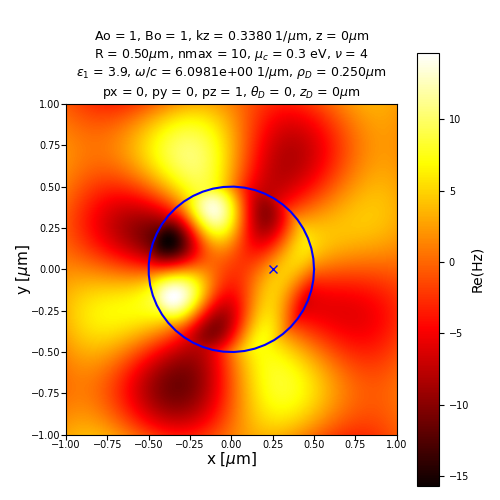 Ao = 1, Bo = 1, kz = 0.3380 1/μm, z = 0μm
R = 0.50μm, nmax = 10, μc = 0.3 eV, ν = 4
ε1 = 3.9, ω/c = 6.0981e+00 1/μm, ρD = 0.250μm
px = 0, py = 0, pz = 1, θD = 0, zD = 0μm
1.00
0.75
0.50
0.25
0.00
−0.25
−0.50
−0.75
−1.00
y [μm]
−1.00 −0.75 −0.50 −0.25 0.00 0.25 0.50 0.75 1.00
x [μm]
10
5
0
−5
−10
−15
Re(Hz)